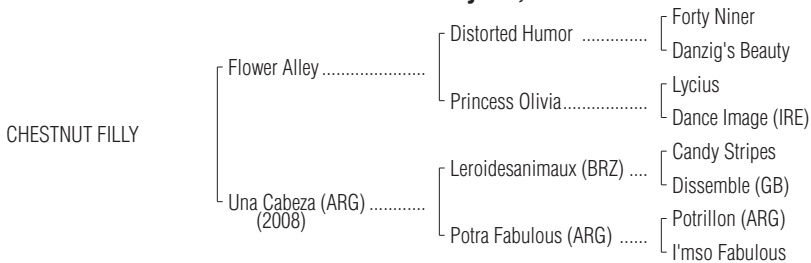 Forty Niner
Distorted Humor ..............
Danzig's Beauty
Flower Alley ......................
Lycius
Princess Olivia..................
Dance Image (IRE)
CHESTNUT FILLY
Candy Stripes
Leroidesanimaux (BRZ) ....
Dissemble (GB)
Una Cabeza (ARG) ............
(2008)
Potrillon (ARG)
Potra Fabulous (ARG) ......
I'mso Fabulous